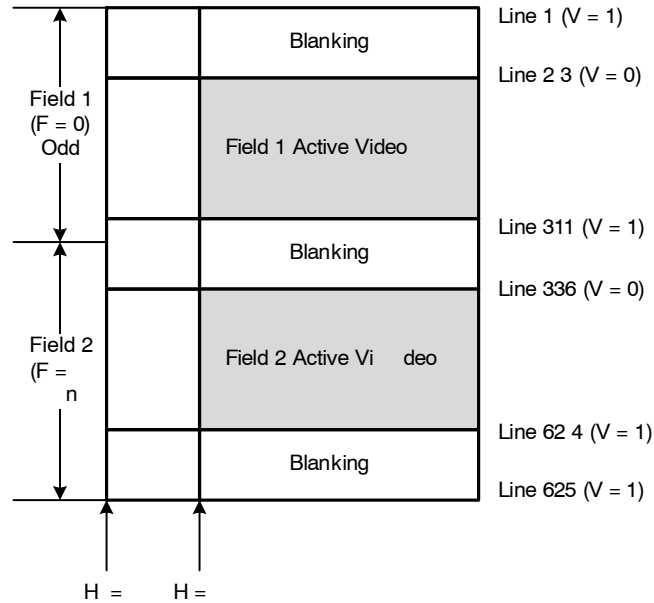 Line 1 (V = 1)
Blanking
Line 2 3 (V = 0)
Field 1
(F = 0)
Odd
Field 1 Active Video
Line 311 (V = 1)
Blanking
Line 336 (V = 0)
Field 2
(F =
n
Field 2 Active Vi deo
Line 62 4 (V = 1)
Blanking
Line 625 (V = 1)
H = H =